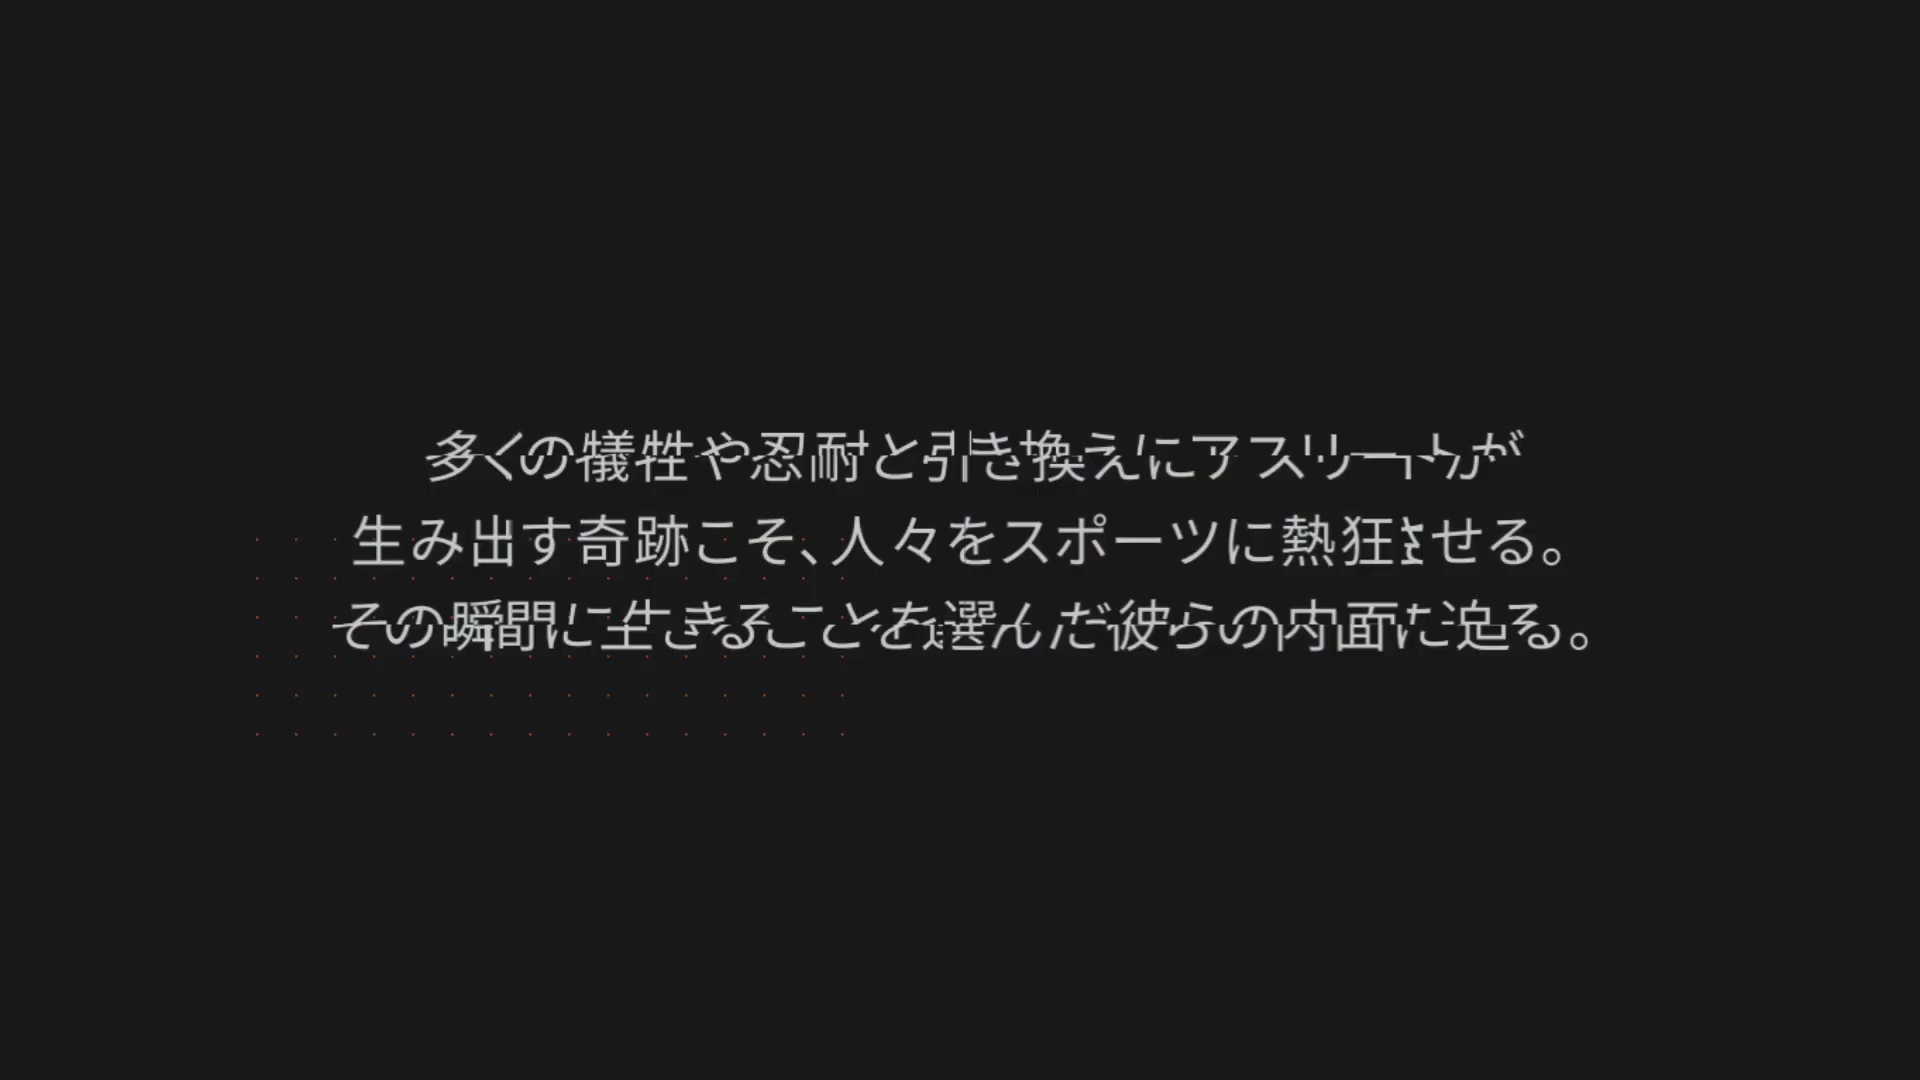 多くの犠牲や忍耐と引き換えにアスリートが
生み出す奇跡こそ、人々をスポーツに熱狂させる。
その瞬間に生きることを選んだ彼らの内面に迫る。